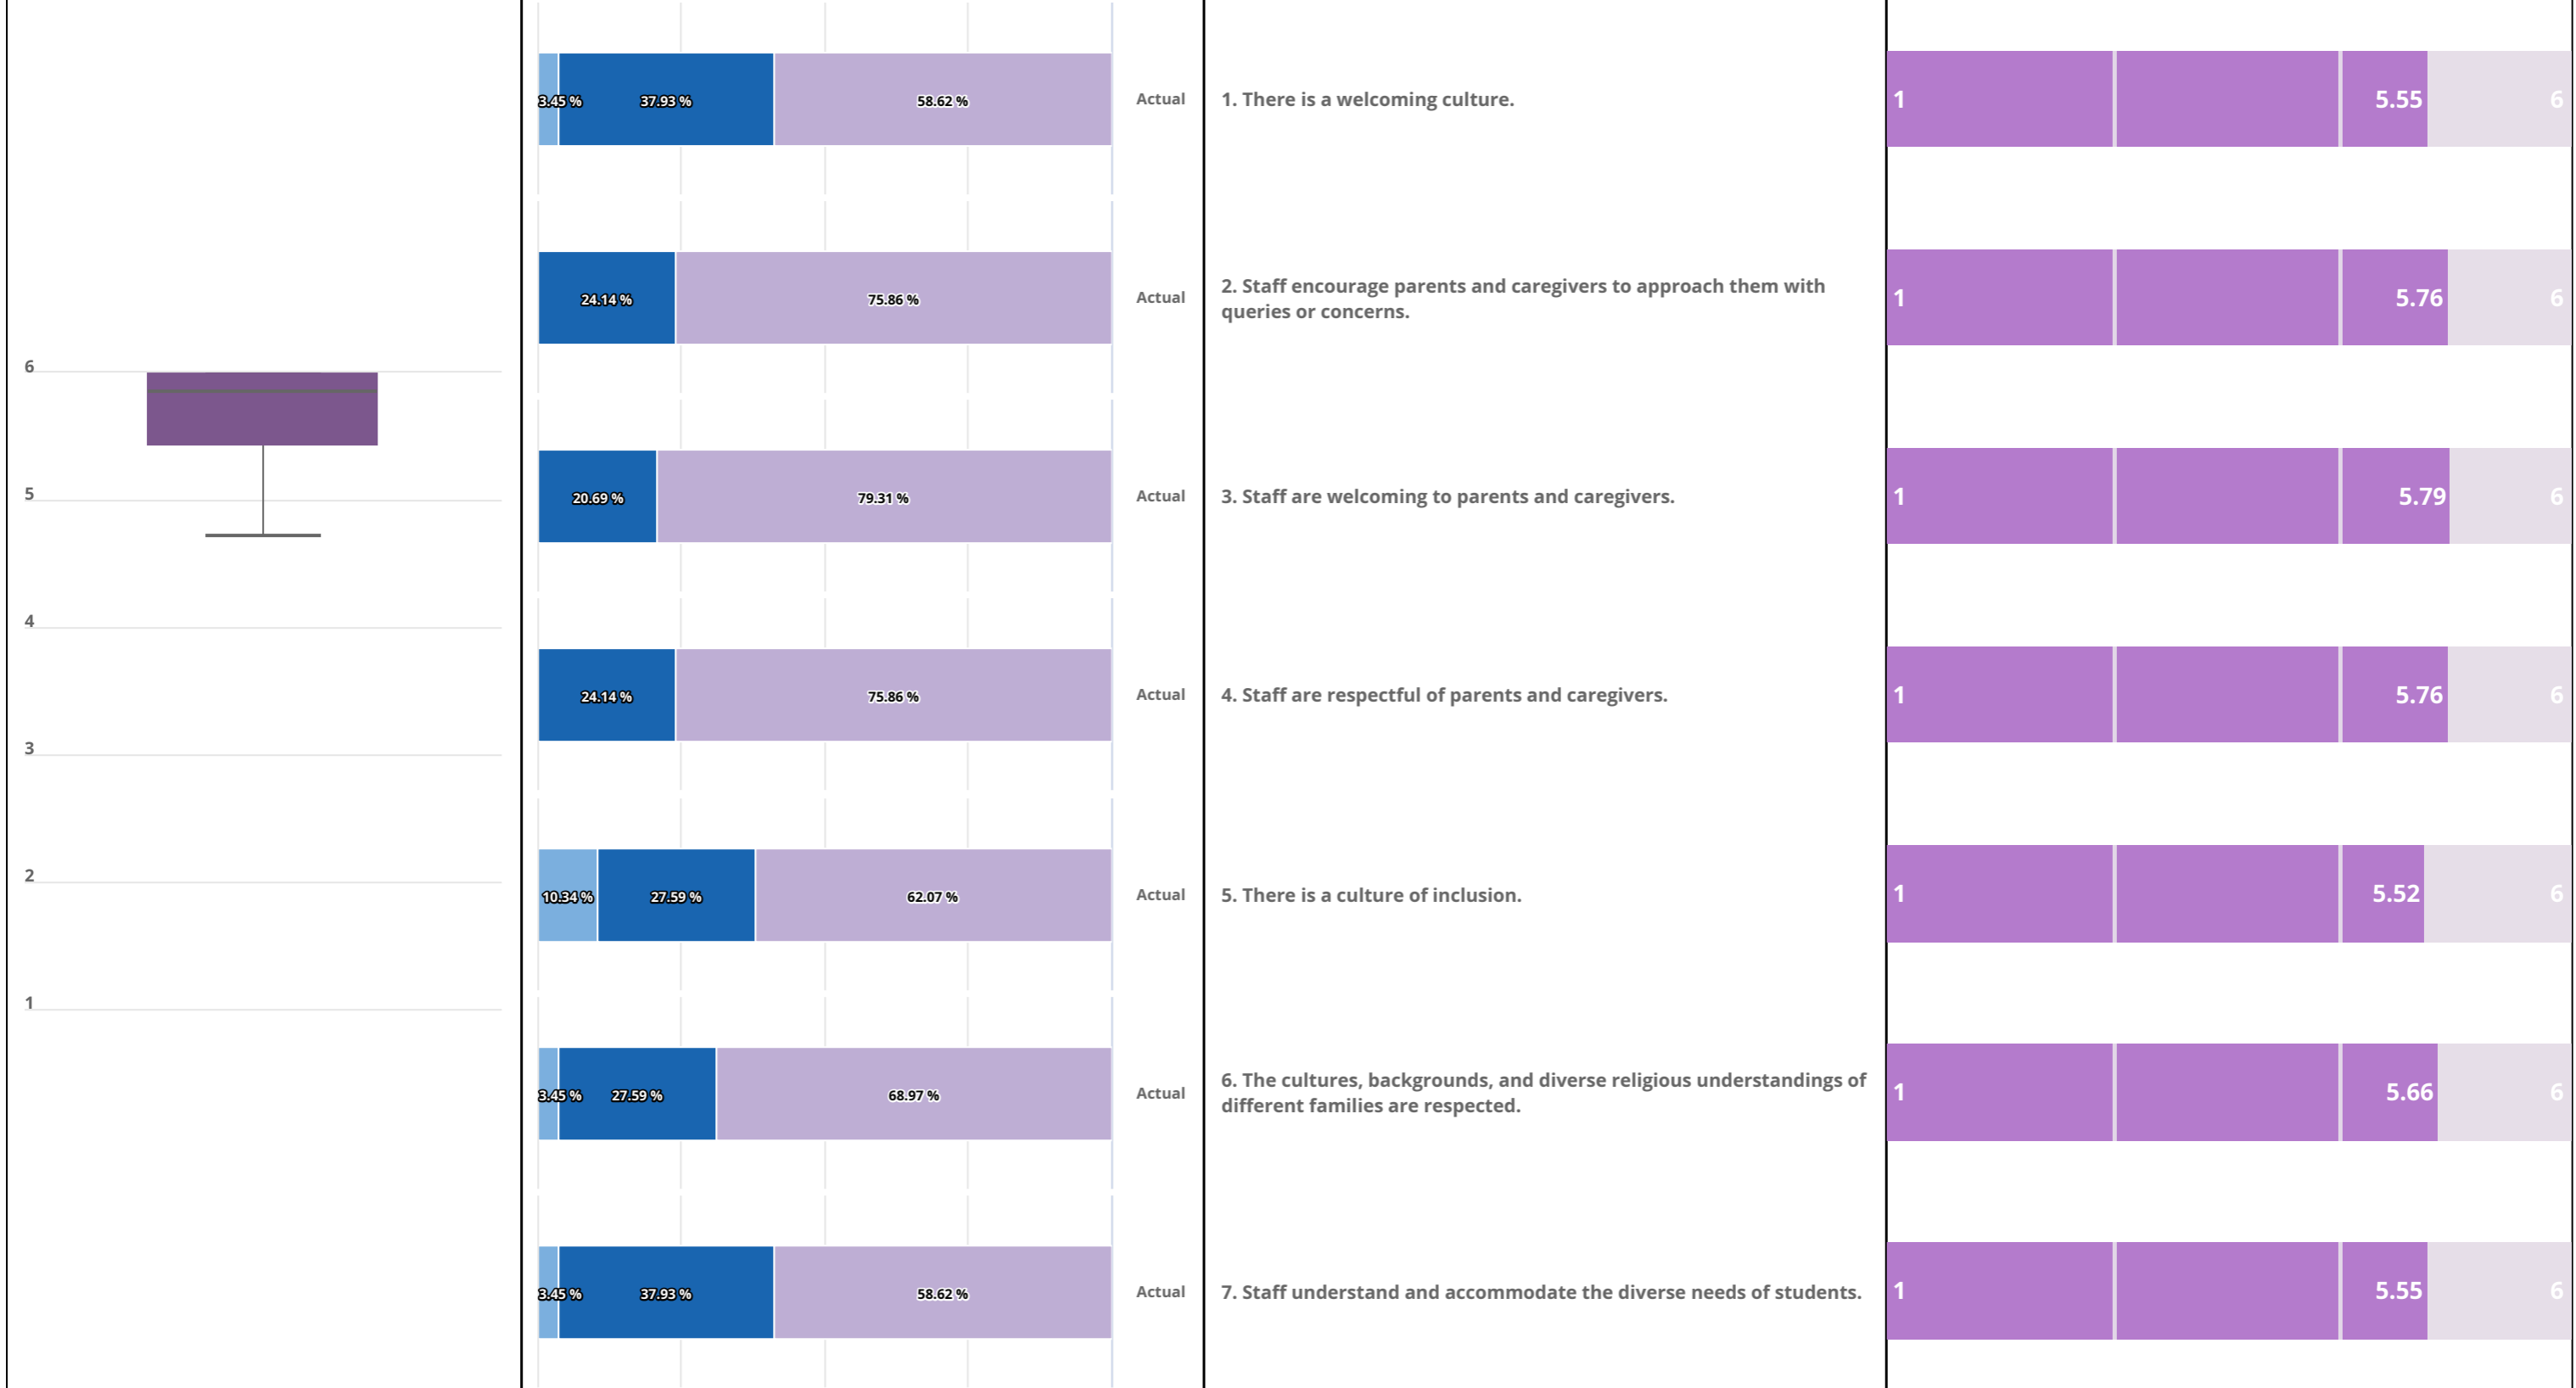 6
5
4
3
2
1
3.45 %
37.93 %
58.62 %
Actual
1. There is a welcoming culture.
1
5.55
6
24.14 %
75.86 %
Actual
2. Staff encourage parents and caregivers to approach them with
queries or concerns.
1
5.76
6
20.69 %
79.31 %
Actual
3. Staff are welcoming to parents and caregivers.
1
5.79
6
24.14 %
75.86 %
Actual
4. Staff are respectful of parents and caregivers.
1
5.76
6
10.34 %
27.59 %
62.07 %
Actual
5. There is a culture of inclusion.
1
5.52
6
3.45 %
27.59 %
68.97 %
Actual
6. The cultures, backgrounds, and diverse religious understandings of
different families are respected.
1
5.66
6
3.45 %
37.93 %
58.62 %
Actual
7. Staff understand and accommodate the diverse needs of students.
1
5.55
6